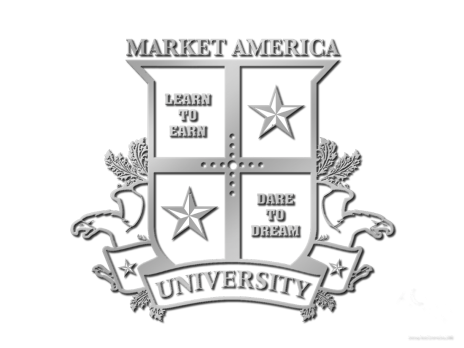 MARKET AMERICA
LEARN
TO
EARN
DARE
TO
DREAM
UNIVERSITY